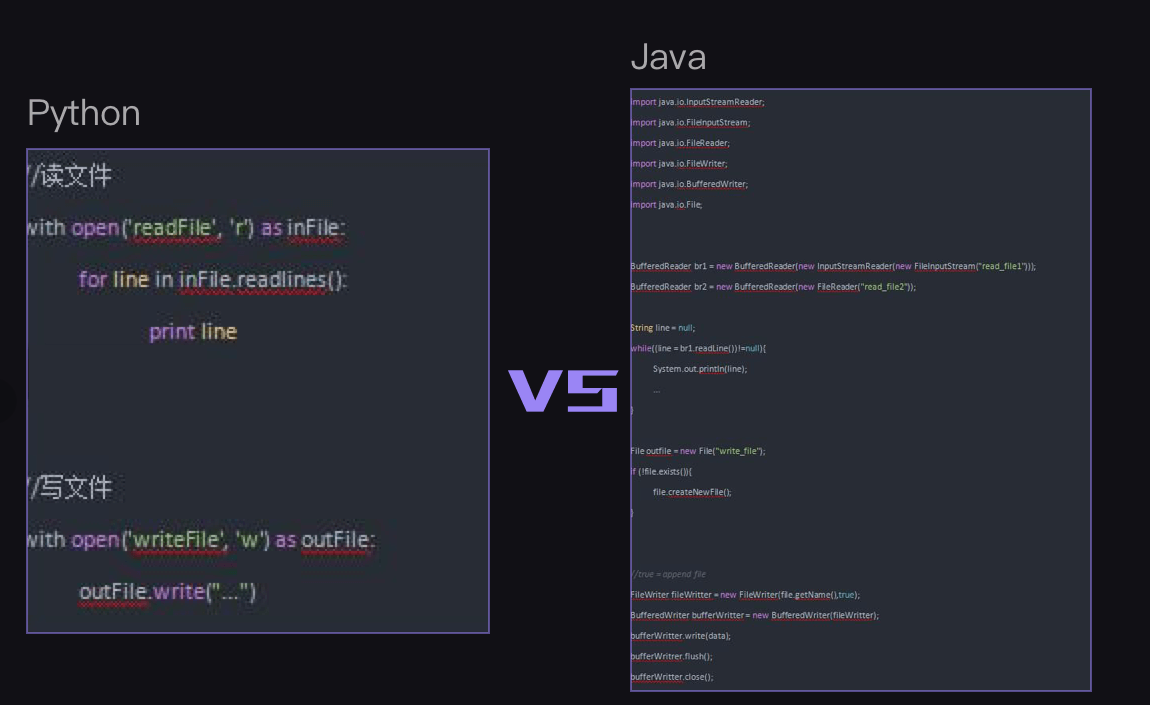 Python
//读文件
with open('readFile', 'r') as inFile:
for line in inFile.readlines():
print line
//写文件
with open('writeFile', 'w') as outFile:
outFile.write("...")
VS
Java
import java.io.InputStreamReader;
import java.io.FileInputStream;
import java.io.FileReader;
import java.io.FileWriter;
import java.io.BufferedWriter;
import java.io.File;
BufferedReader br1 = new BufferedReader(new InputStreamReader(new FileInputStream("read_file1")));
BufferedReader br2 = new BufferedReader(new FileReader("read_file2"));
String line = null;
while((line = br1.readLine())!=null){
System.out.println(line);
...
}
File outfile = new File("write_file");
if (!file.exists()){
file.createNewFile();
}
//true = append file
FileWriter fileWritter = new FileWriter(file.getName(),true);
BufferedWriter bufferWritter = new BufferedWriter(fileWritter);
bufferWritter.write(data);
bufferWritrer.flush();
bufferWritter.close();